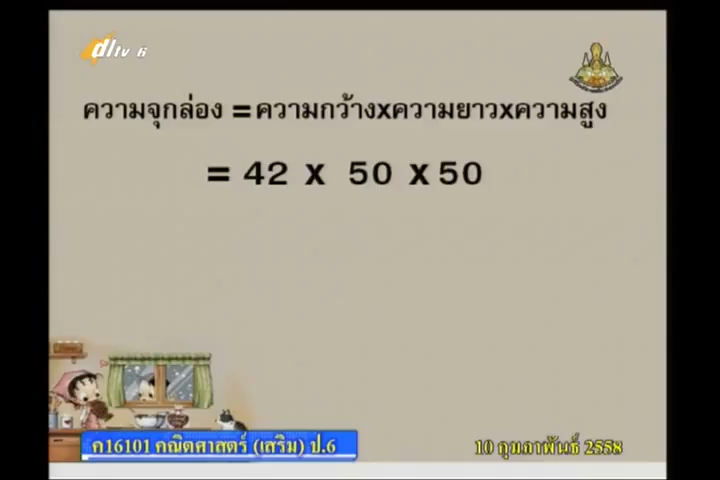 dltv 6
ความจุกล่อง =ความกว้างxความยาวxความสูง
= 42 x 50 x 50
ค16101 คณิตศาสตร์ (เสริม) ป.6
10 กุมภาพันธ์ 2558